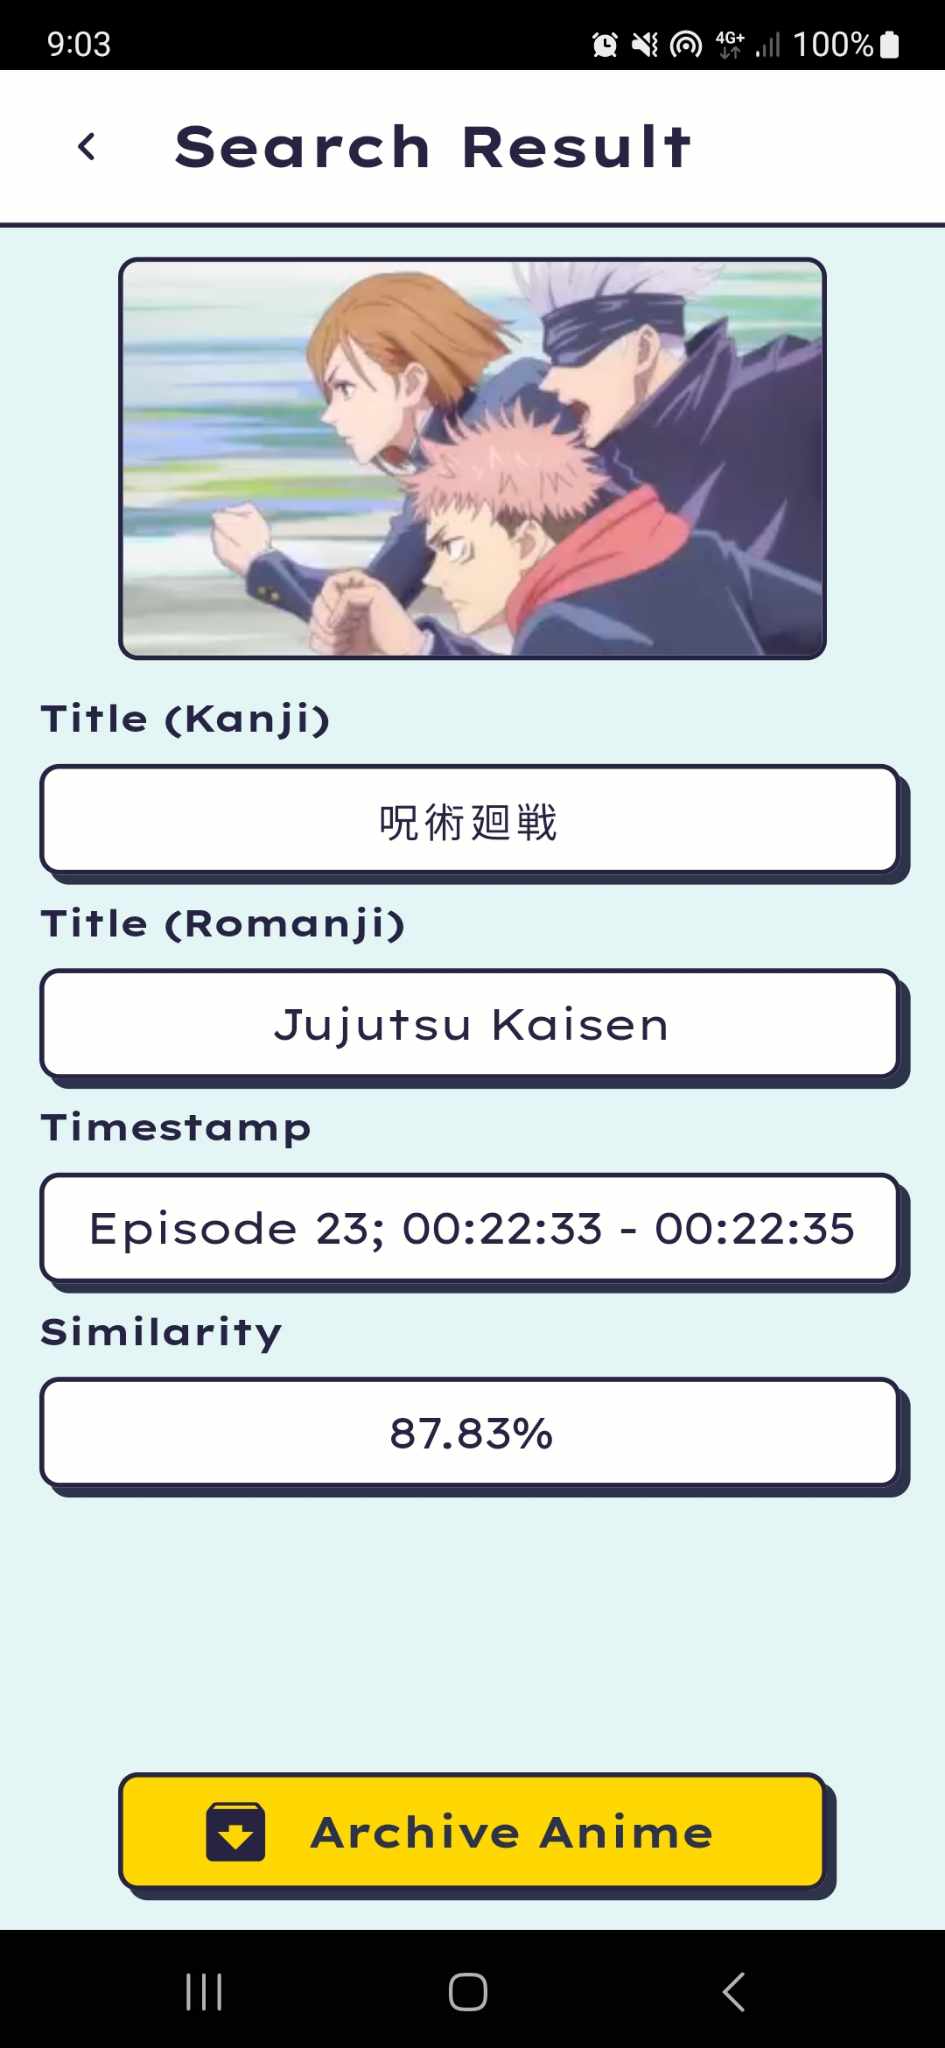 9:03
4G+
100%
Search Result
Title (Kanji)
呪術廻戦
Title (Romanji)
Jujutsu Kaisen
Timestamp
Episode 23; 00:22:33 - 00:22:35
Similarity
87.83%
Archive Anime